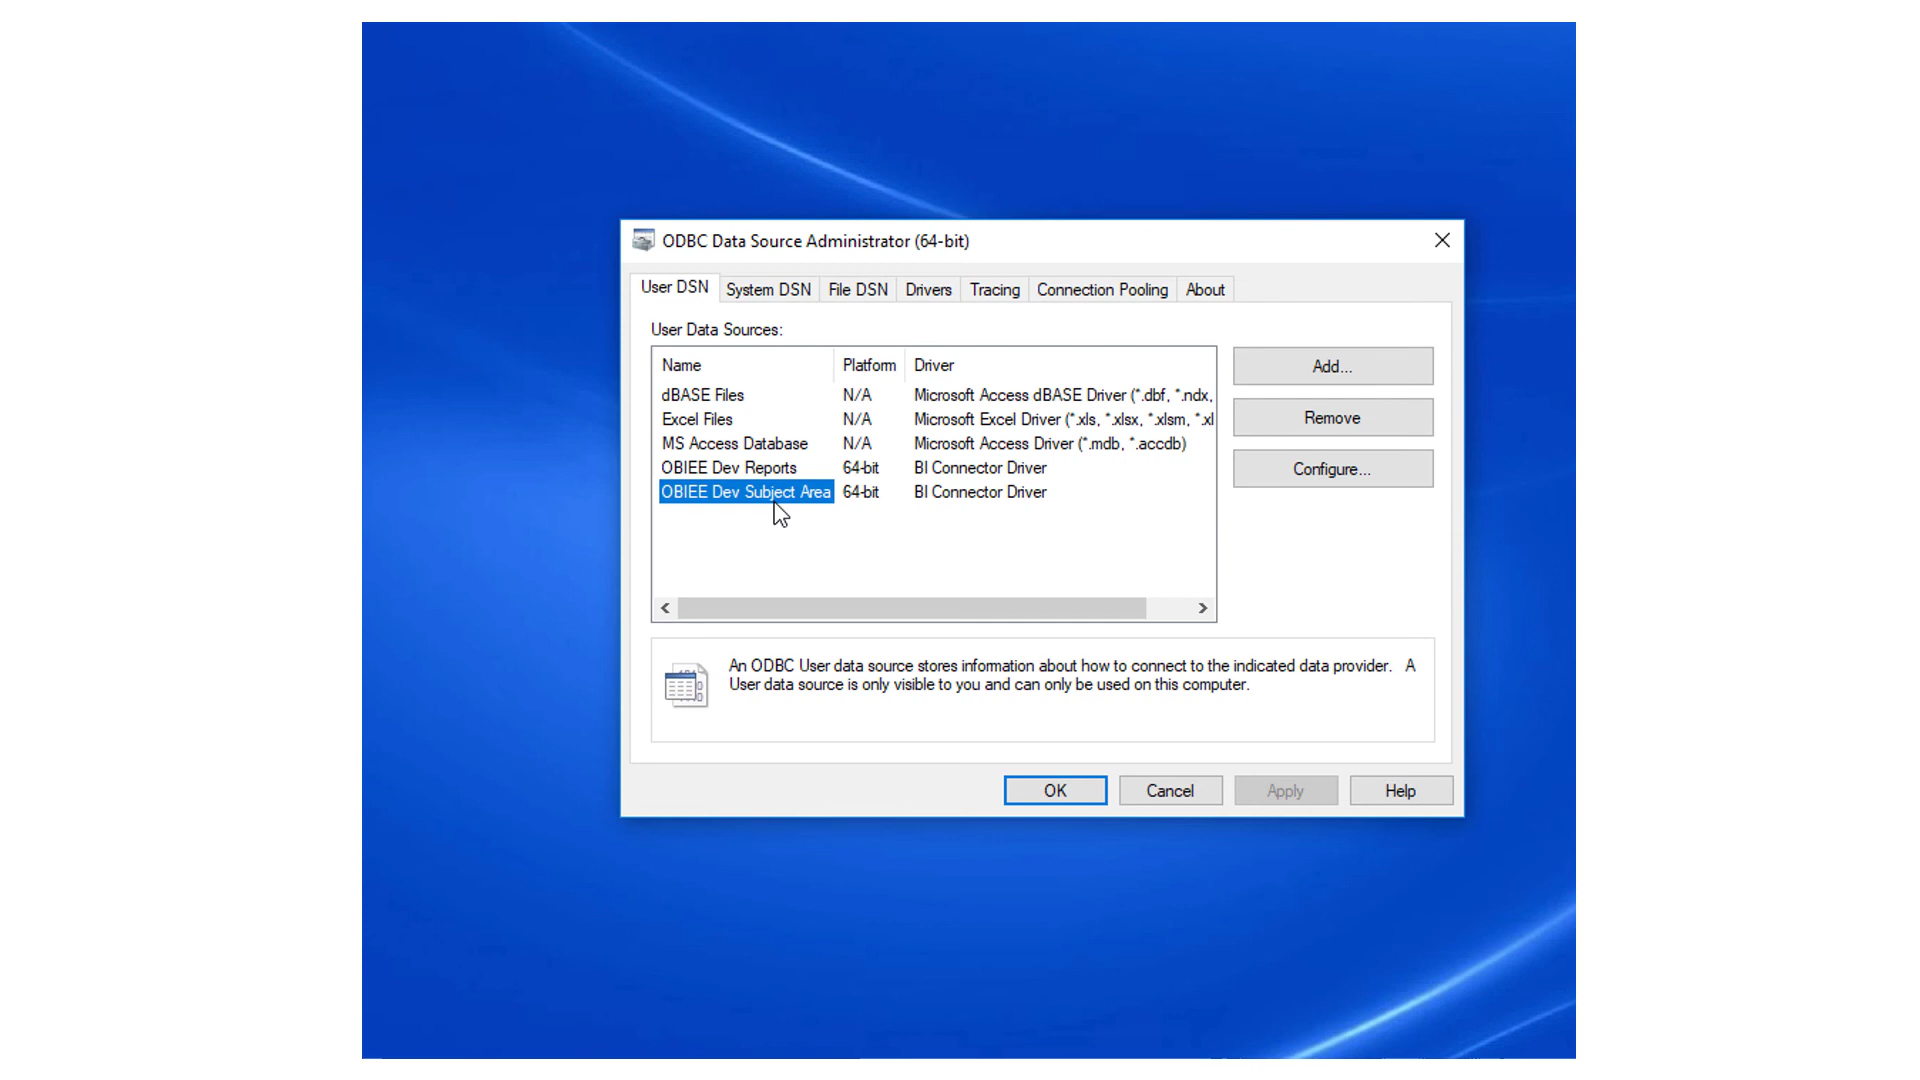 ODBC Data Source Administrator (64-bit)
User DSN System DSN File DSN Drivers Tracing Connection Pooling About
User Data Sources:
Name Platform Driver
dBASE Files N/A Microsoft Access dBASE Driver (*.dbf, *.ndx,
Excel Files N/A Microsoft Excel Driver (*.xls, *.xlsx, *.xlsm, *.xl
MS Access Database N/A Microsoft Access Driver (*.mdb, *.accdb)
OBIEE Dev Reports 64-bit BI Connector Driver
OBIEE Dev Subject Area 64-bit BI Connector Driver
Add...
Remove
Configure...
An ODBC User data source stores information about how to connect to the indicated data provider. A
User data source is only visible to you and can only be used on this computer.
OK Cancel Apply Help